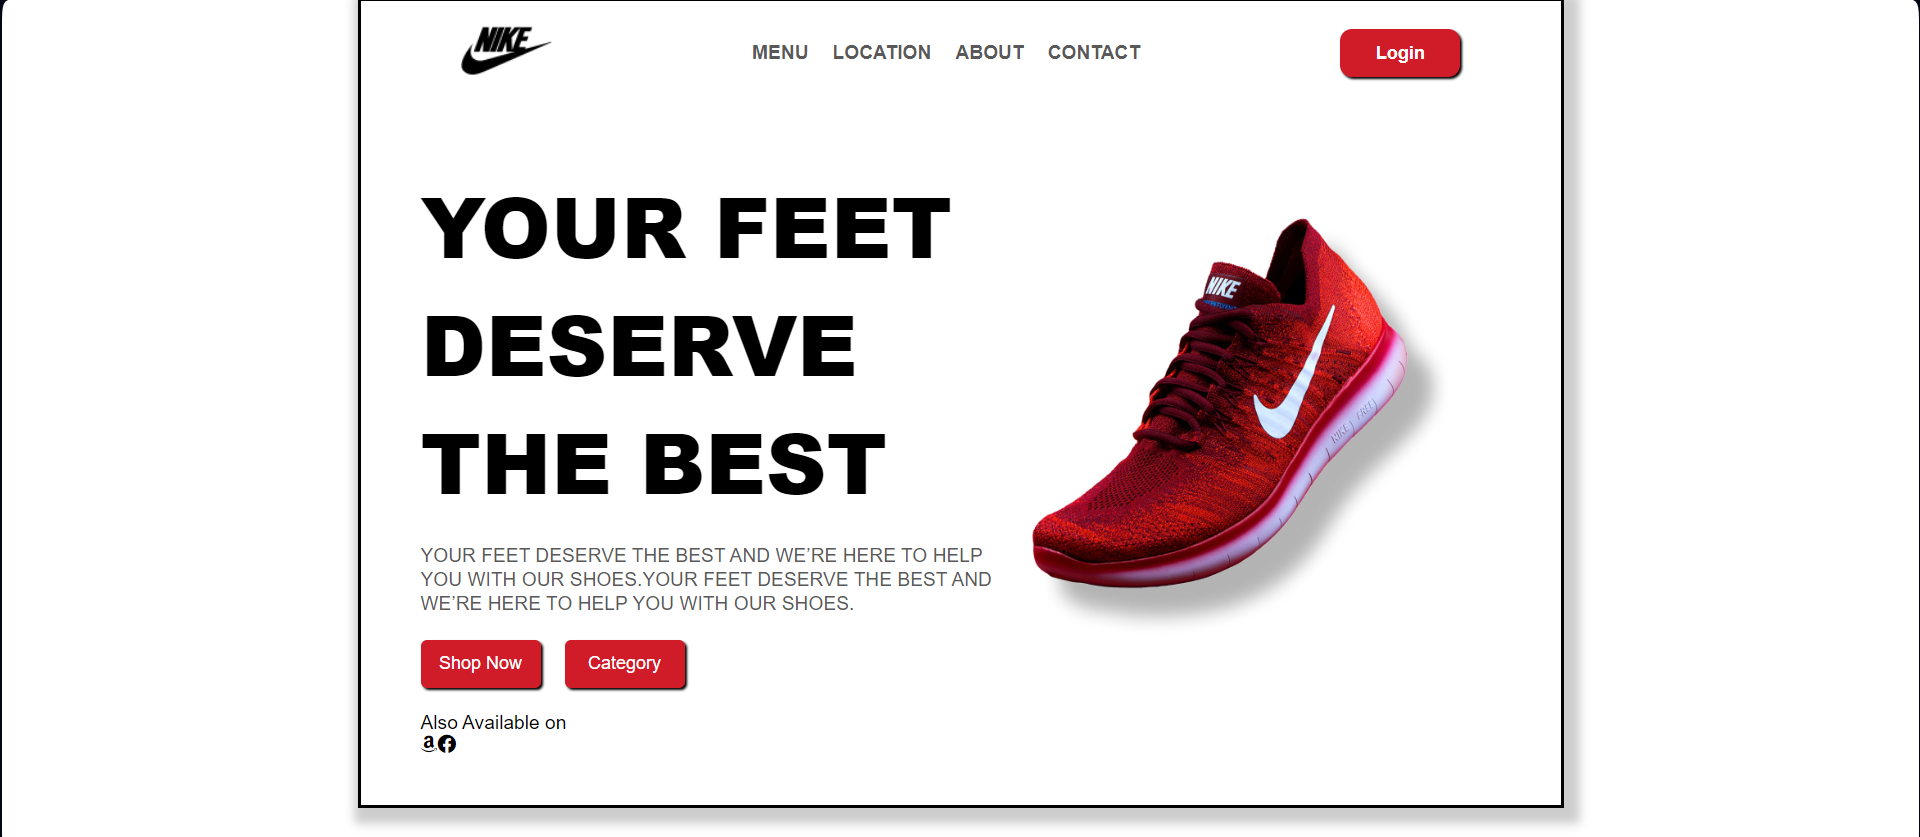 NIKE
MENU LOCATION ABOUT CONTACT
Login
YOUR FEET
DESERVE
THE BEST
NIKE
NIKE FREE
YOUR FEET DESERVE THE BEST AND WE’RE HERE TO HELP
YOU WITH OUR SHOES.YOUR FEET DESERVE THE BEST AND
WE’RE HERE TO HELP YOU WITH OUR SHOES.
Shop Now Category
Also Available on